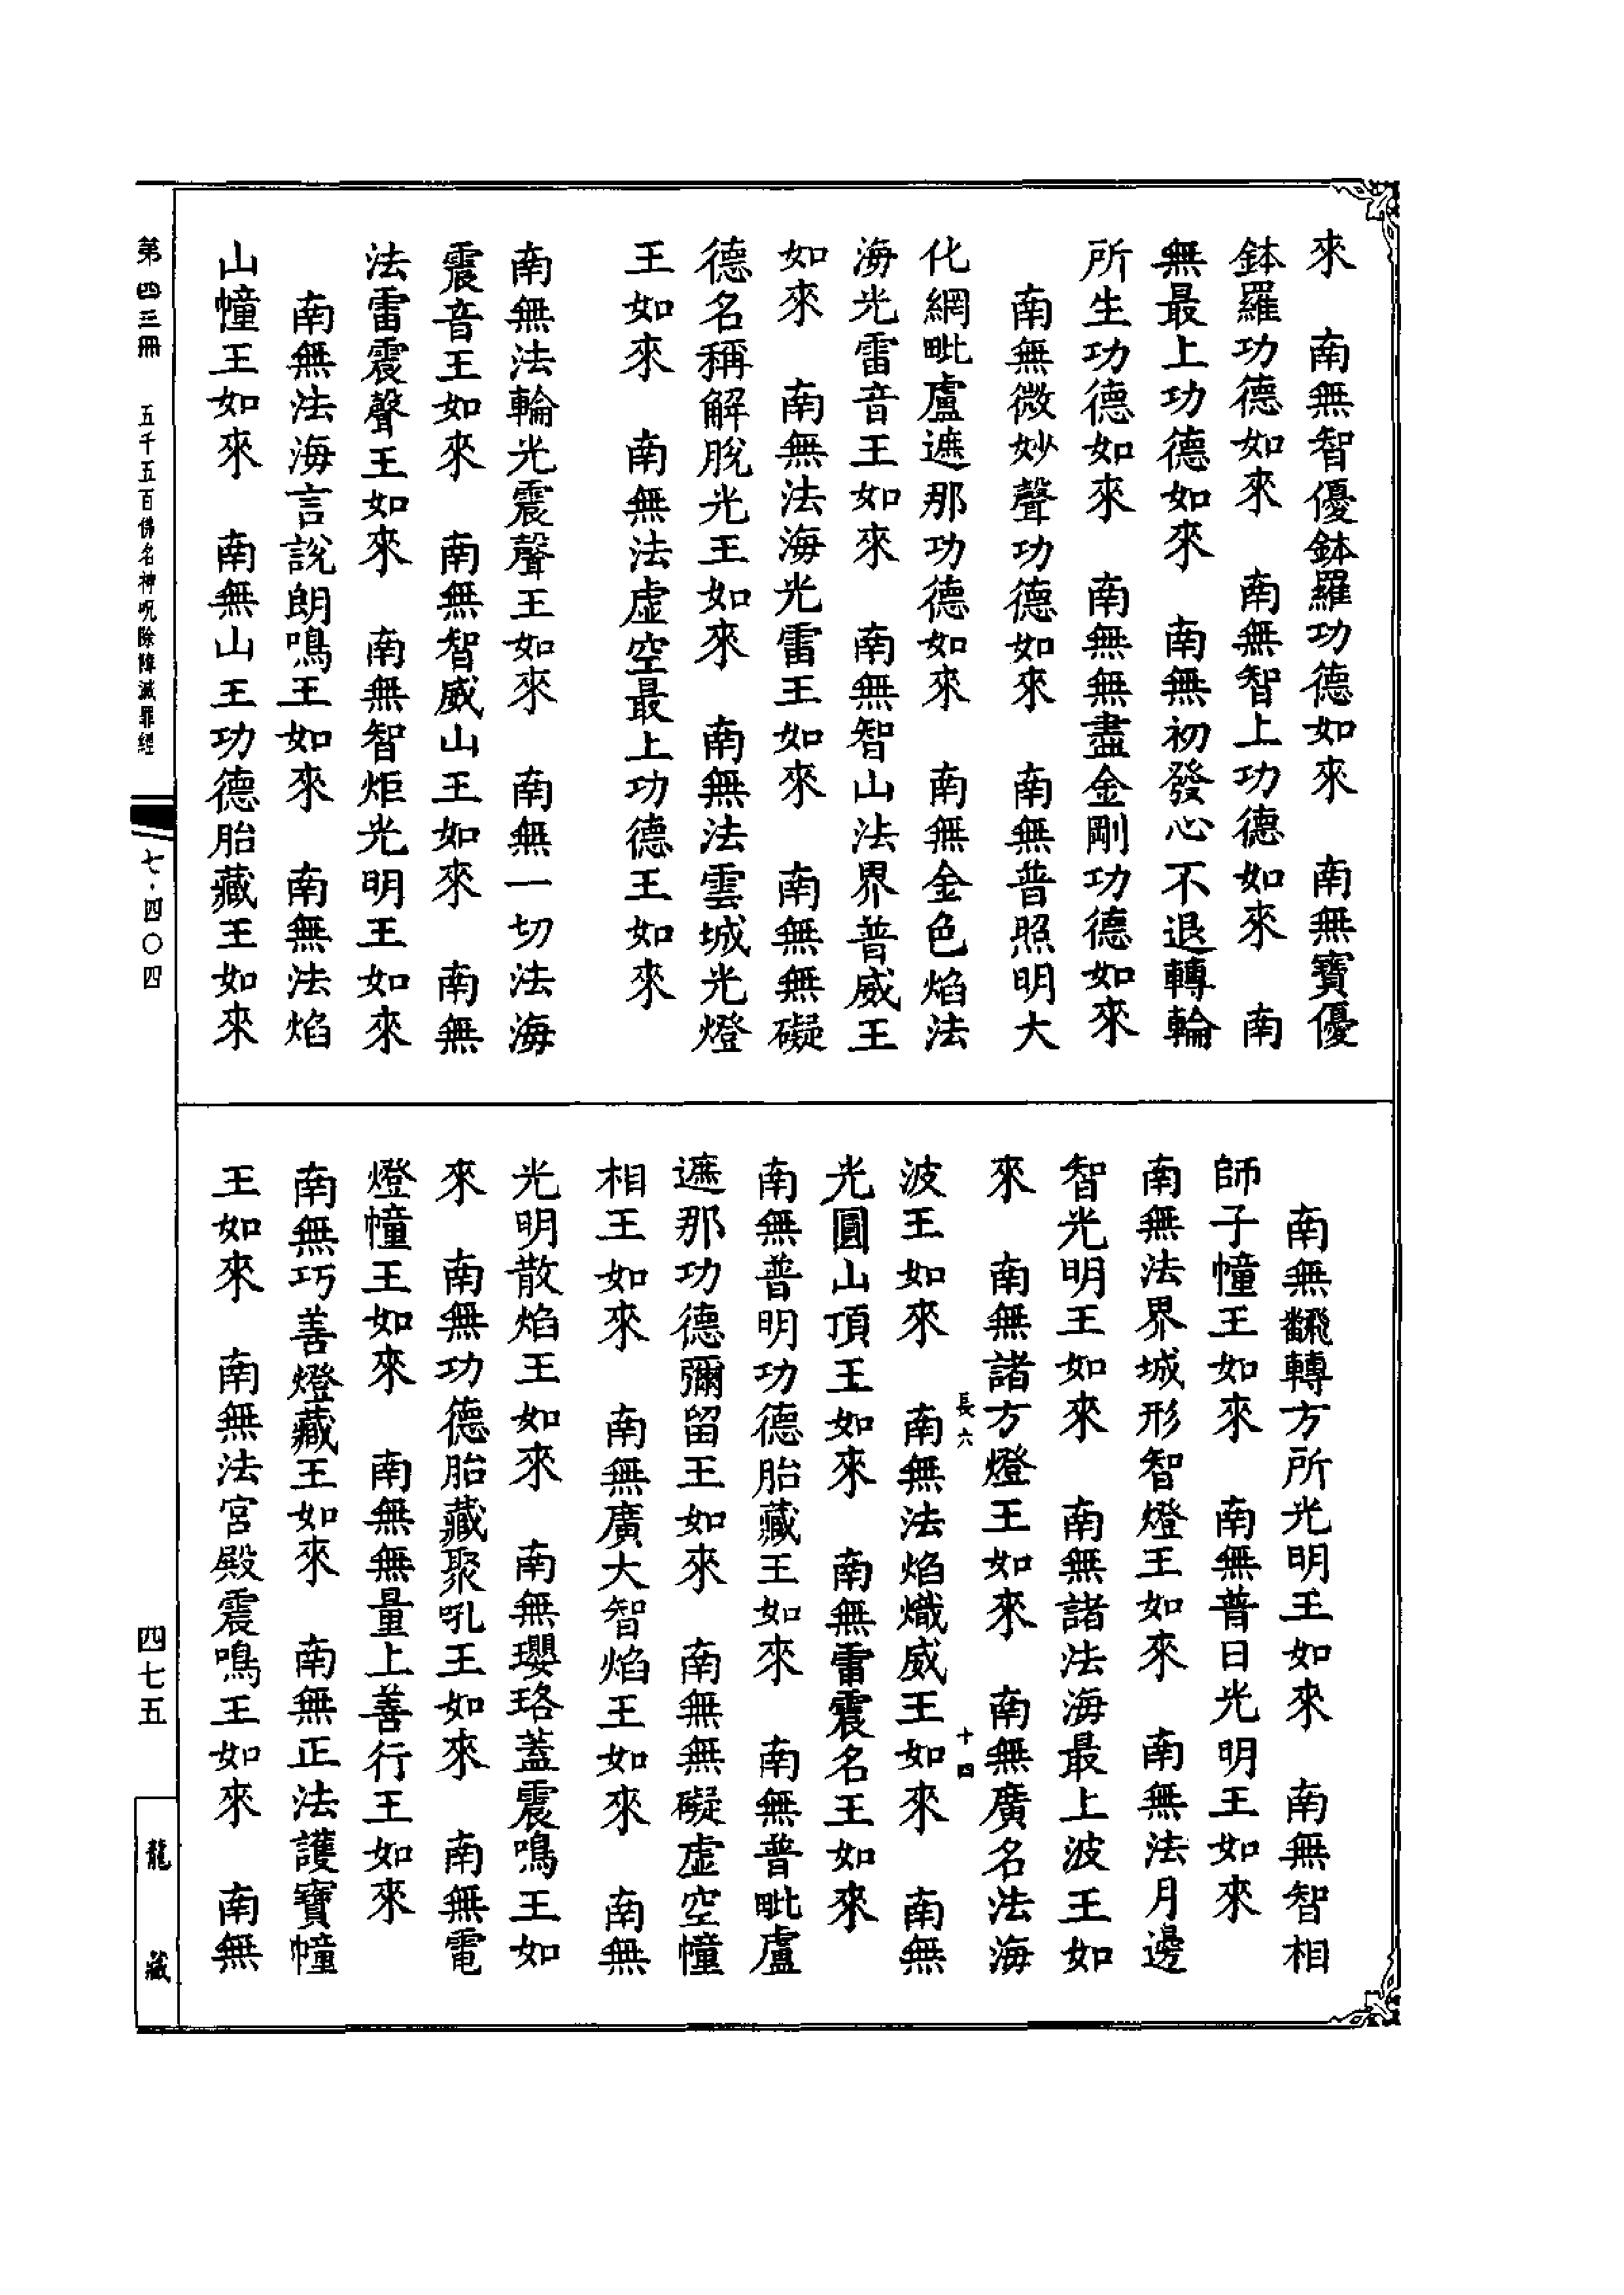 來　南無智優鉢羅功德如來　南無寶優
鉢羅功德如來　南無智上功德如來　南
無最上功德如來　南無初發心不退轉輪
所生功德如來　南無無盡金剛功德如來
　南無微妙聲功德如來　南無普照明大
化網毗盧遮那功德如來　南無金色焰法
海光雷音王如來　南無智山法界普威王
如來　南無法海光雷王如來　南無無礙
德名稱解脫光王如來　南無法雲城光燈
王如來　南無法虛空最上功德王如來
南無法輪光震聲王如來　南無一切法海
震音王如來　南無智威山王如來　南無
法雷震聲王如來　南無智炬光明王如來
　南無法海言說朗鳴王如來　南無法焰
山幢王如來　南無山王功德胎藏王如來
　南無飜轉方所光明王如來　南無智相
師子幢王如來　南無普日光明王如來
南無法界城形智燈王如來　南無法月邊
智光明王如來　南無諸法海最上波王如
來　南無諸方燈王如來　南無廣名法海
長六　十四
波王如來　南無法焰熾威王如來　南無
光圓山頂王如來　南無雷震名王如來
南無普明功德胎藏王如來　南無普毗盧
遮那功德彌留王如來　南無無礙虛空幢
相王如來　南無廣大智焰王如來　南無
光明散焰王如來　南無瓔珞蓋震鳴王如
來　南無功德胎藏聚吼王如來　南無電
燈幢王如來　南無無量上善行王如來
南無巧善燈藏王如來　南無正法護寶幢
王如來　南無法宮殿震鳴王如來　南無
第四三冊　五千五百佛名神呪除障滅罪經　七·四〇四
四七五　龍藏